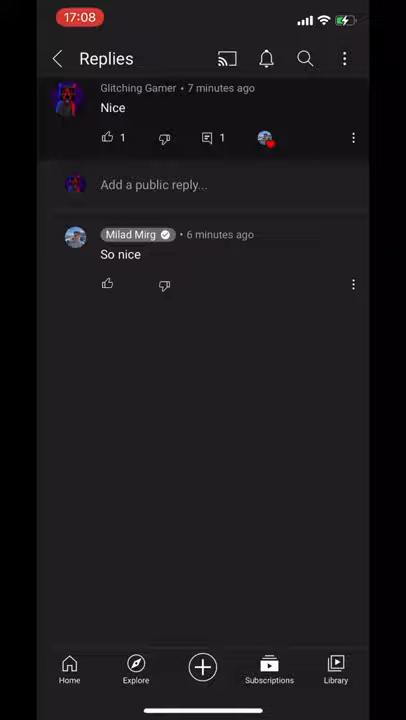 17:08
Replies
Glitching Gamer • 7 minutes ago
Nice
1
1
Add a public reply...
Milad Mirg • 6 minutes ago
So nice
Home
Explore
Subscriptions
Library